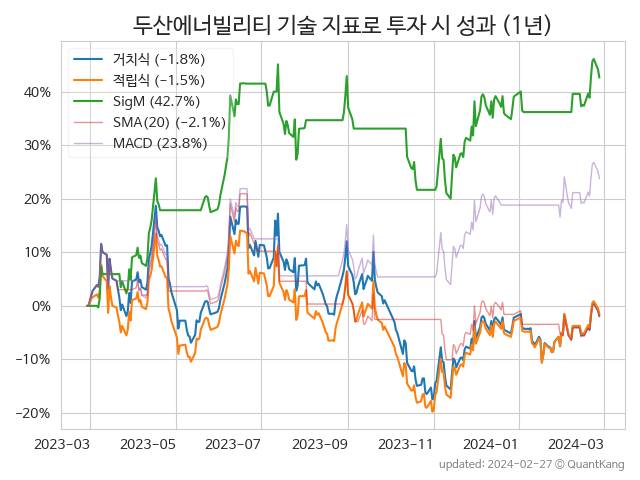 두산에너빌리티 기술 지표로 투자 시 성과 (1년)
거치식 (−1.8%)
적립식 (−1.5%)
SigM (42.7%)
SMA(20) (−2.1%)
MACD (23.8%)
40%
30%
20%
10%
0%
−10%
−20%
2023-03 2023-05 2023-07 2023-09 2023-11 2024-01 2024-03
updated: 2024-02-27 © QuantKang